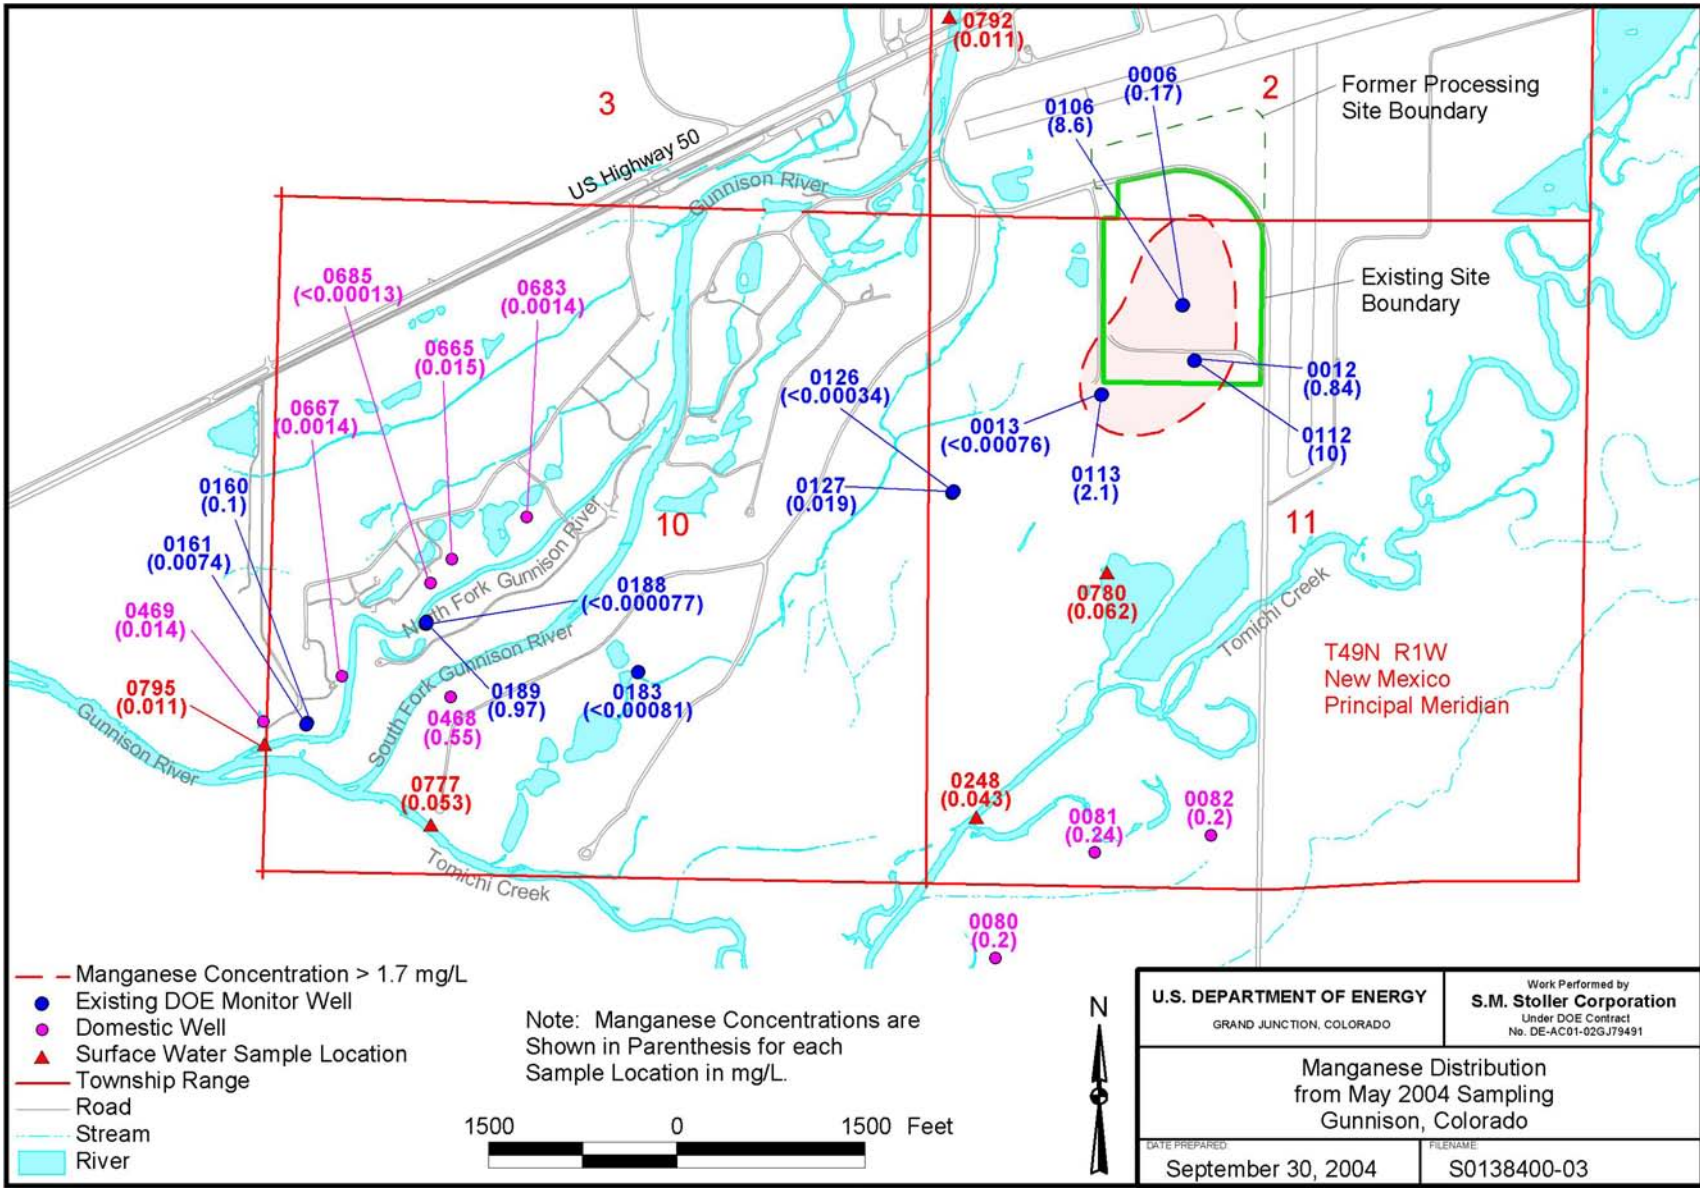 0792
(0.011)
3
2
0006
(0.17)
0106
(8.6)
Former Processing
Site Boundary
US Highway 50
Gunnison River
Existing Site
Boundary
0685
(<0.00013)
0683
(0.0014)
0665
(0.015)
0667
(0.0014)
0126
(<0.00034)
0012
(0.84)
0013
(<0.00076)
0112
(10)
0113
(2.1)
0127
(0.019)
0160
(0.1)
0161
(0.0074)
10
11
North Fork Gunnison River
0188
(<0.000077)
0780
(0.062)
Tomichi Creek
0469
(0.014)
South Fork Gunnison River
T49N R1W
New Mexico
Principal Meridian
0795
(0.011)
0189
(0.97)
0183
(<0.00081)
0468
(0.55)
Gunnison River
0777
(0.053)
0248
(0.043)
0081
(0.24)
0082
(0.2)
Tomichi Creek
0080
(0.2)
Manganese Concentration > 1.7 mg/L
Existing DOE Monitor Well
Domestic Well
Surface Water Sample Location
Township Range
Road
Stream
River
Note: Manganese Concentrations are
Shown in Parenthesis for each
Sample Location in mg/L.
1500 0 1500 Feet
N
U.S. DEPARTMENT OF ENERGY
GRAND JUNCTION, COLORADO
Work Performed by
S.M. Stoller Corporation
Under DOE Contract
No. DE-AC01-02GJ79491
Manganese Distribution
from May 2004 Sampling
Gunnison, Colorado
DATE PREPARED:
September 30, 2004
FILENAME:
S0138400-03